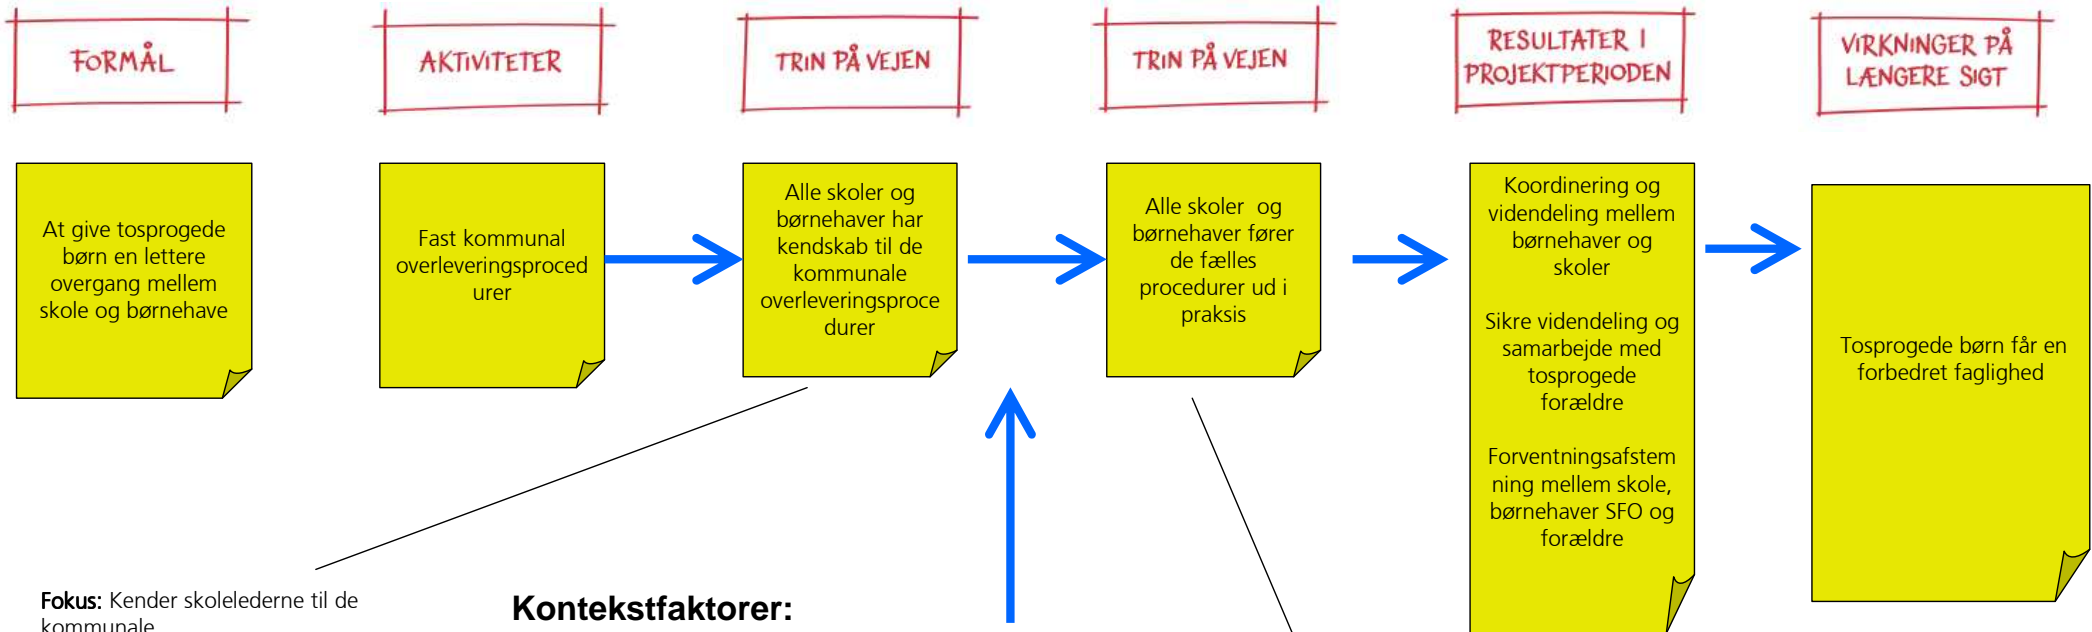 FORMÅL
AKTIVITETER
TRIN PÅ VEJEN
TRIN PÅ VEJEN
RESULTATER I
PROJEKTPERIODEN
VIRKNINGER PÅ
LÆNGERE SIGT
At give tosprogede
børn en lettere
overgang mellem
skole og børnehave
Fast kommunal
overleveringsproced
urer
Alle skoler og
børnehaver har
kendskab til de
kommunale
overleveringsproce
durer
Alle skoler og
børnehaver fører
de fælles
procedurer ud i
praksis
Koordinering og
videndeling mellem
børnehaver og
skoler
Sikre videndeling og
samarbejde med
tosprogede
forældre
Forventningsafstem
ning mellem skole,
børnehaver SFO og
forældre
Tosprogede børn får en
forbedret faglighed
Fokus: Kender skolelederne til de
kommunale
Kontekstfaktorer: